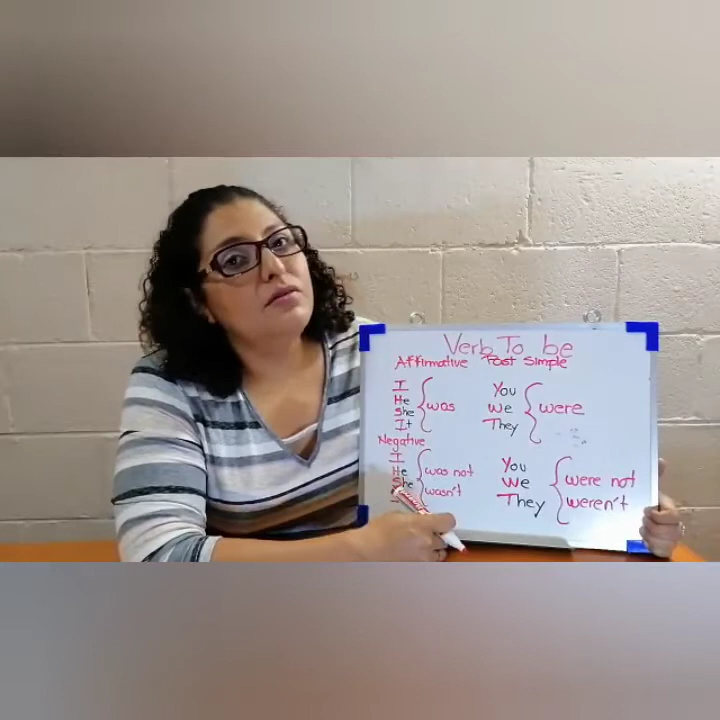 Verb To be
Affirmative Past Simple
I
He
She
It
was
You
We
They
were
Negative
I
He
She
was not
wasn't
You
We
They
were not
weren't